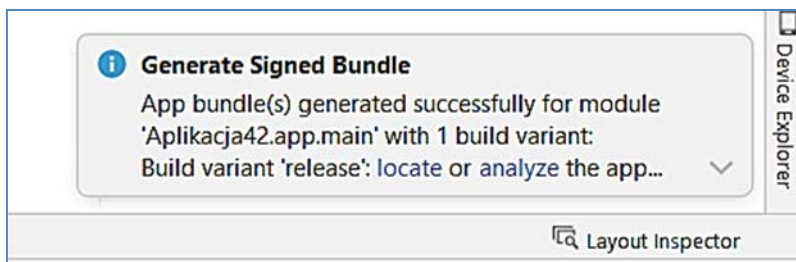 Generate Signed Bundle
App bundle(s) generated successfully for module
'Aplikacja42.app.main' with 1 build variant:
Build variant 'release': locate or analyze the app...
Device Explorer
Layout Inspector